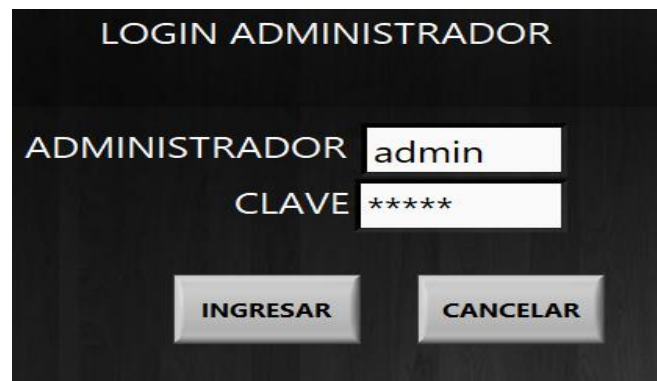 LOGIN ADMINISTRADOR
ADMINISTRADOR admin
CLAVE *****
INGRESAR CANCELAR